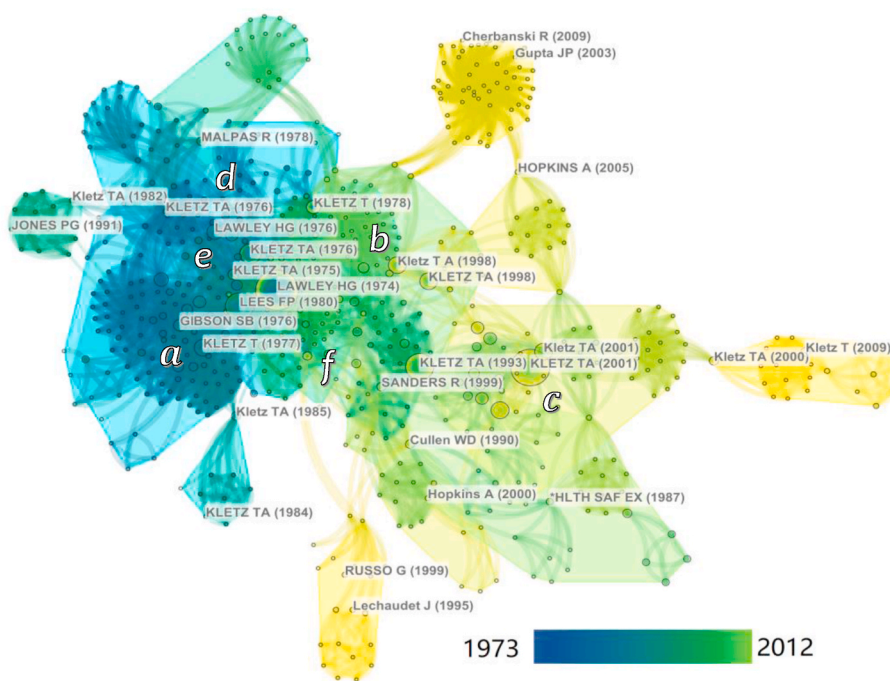 Cherbanski R (2009)
Gupta JP (2003)
MALPAS R (1978)
d
HOPKINS A (2005)
Kletz TA (1982)
KLETZ TA (1976)
KLETZ T (1978)
JONES PG (1991)
LAWLEY HG (1976)
b
e
KLETZ TA (1976)
Kletz T A (1998)
KLETZ TA (1975)
KLETZ TA (1998)
LAWLEY HG (1974)
LEES FP (1980)
GIBSON SB (1976)
KLETZ T (1977)
a
f
Kletz TA (2001)
Kletz TA (2000)
Kletz T (2009)
KLETZ TA (1993)
KLETZ TA (2001)
SANDERS R (1999)
c
Kletz TA (1985)
Cullen WD (1990)
Hopkins A (2000)
*HLTH SAF EX (1987)
KLETZ TA (1984)
RUSSO G (1999)
Lechaudet J (1995)
1973
2012